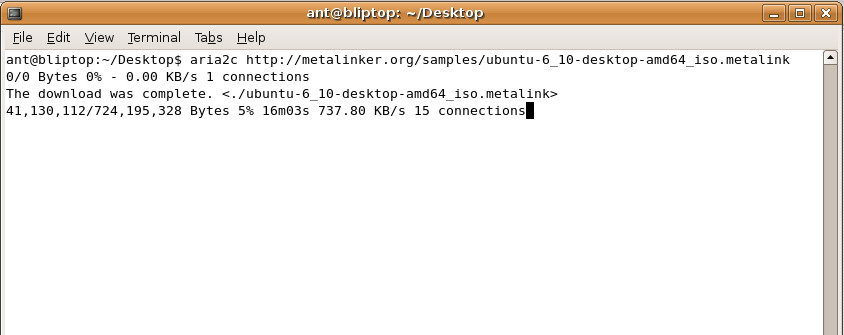 ant@bliptop: ~/Desktop
File Edit View Terminal Tabs Help
ant@bliptop:~/Desktop$ aria2c http://metalinker.org/samples/ubuntu-6_10-desktop-amd64_iso.metalink
0/0 Bytes 0% - 0.00 KB/s 1 connections
The download was complete. <./ubuntu-6_10-desktop-amd64_iso.metalink>
41,130,112/724,195,328 Bytes 5% 16m03s 737.80 KB/s 15 connections